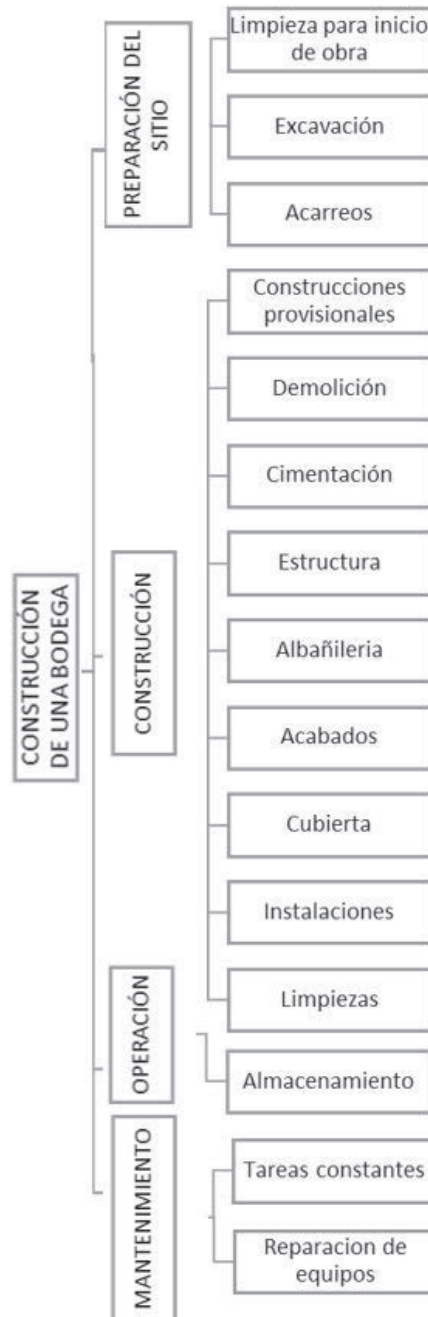 CONSTRUCCIÓN
DE UNA BODEGA
PREPARACIÓN DEL
SITIO
Limpieza para inicio
de obra
Excavación
Acarreos
CONSTRUCCIÓN
Construcciones
provisionales
Demolición
Cimentación
Estructura
Albañileria
Acabados
Cubierta
Instalaciones
Limpiezas
OPERACIÓN
Almacenamiento
MANTENIMIENTO
Tareas constantes
Reparacion de
equipos